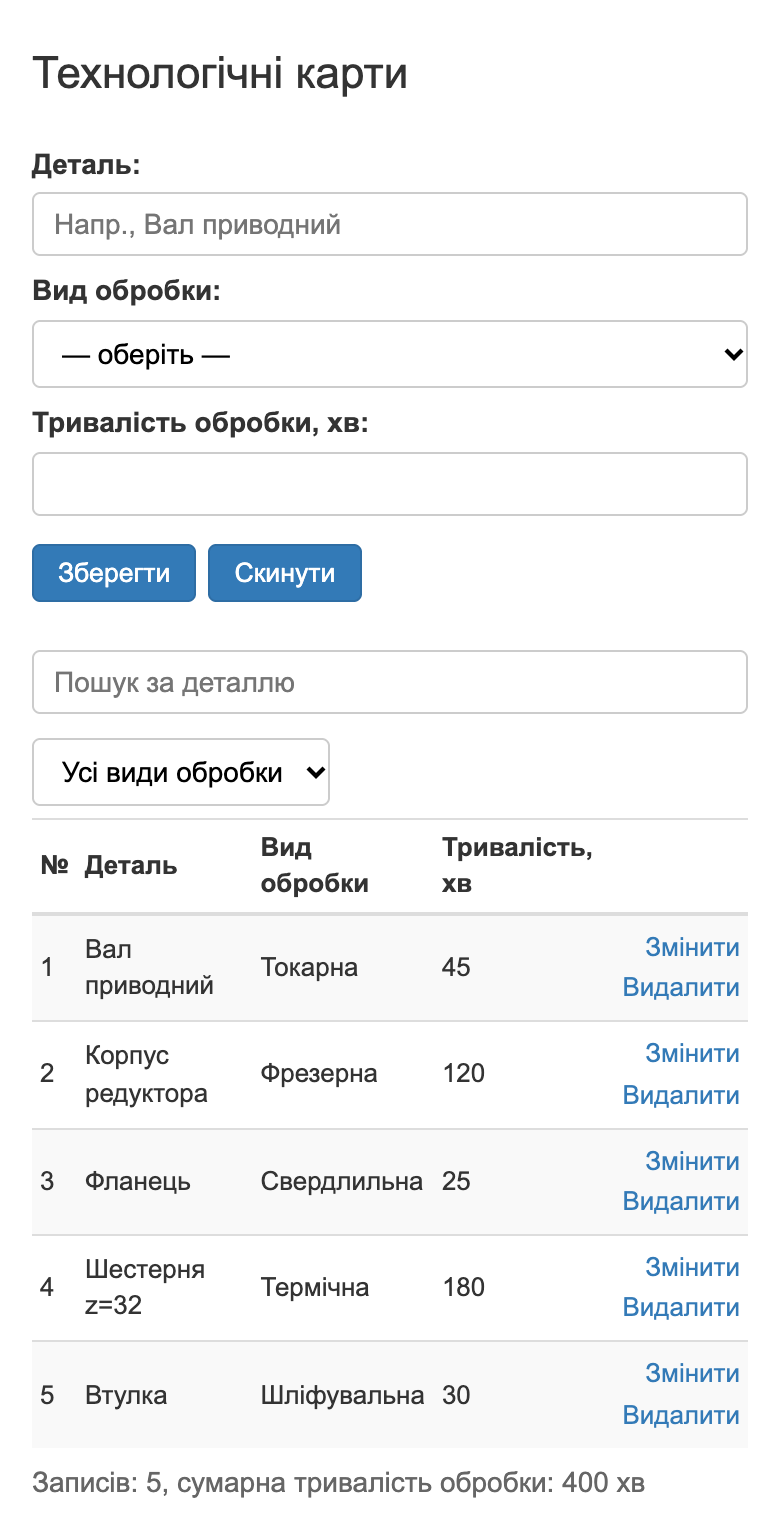 Технологічні карти
Деталь:
Напр., Вал приводний
Вид обробки:
— оберіть —
Тривалість обробки, хв:
Зберегти Скинути
Пошук за деталлю
Усі види обробки
№ Деталь Вид обробки Тривалість, хв
1 Вал приводний Токарна 45 Змінити Видалити
2 Корпус редуктора Фрезерна 120 Змінити Видалити
3 Фланець Свердлильна 25 Змінити Видалити
4 Шестерня z=32 Термічна 180 Змінити Видалити
5 Втулка Шліфувальна 30 Змінити Видалити
Записів: 5, сумарна тривалість обробки: 400 хв